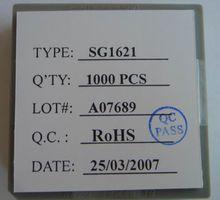 TYPE: SG1621
Q'TY: 1000 PCS
LOT#: A07689
QC
PASS
Q.C. : RoHS
DATE: 25/03/2007